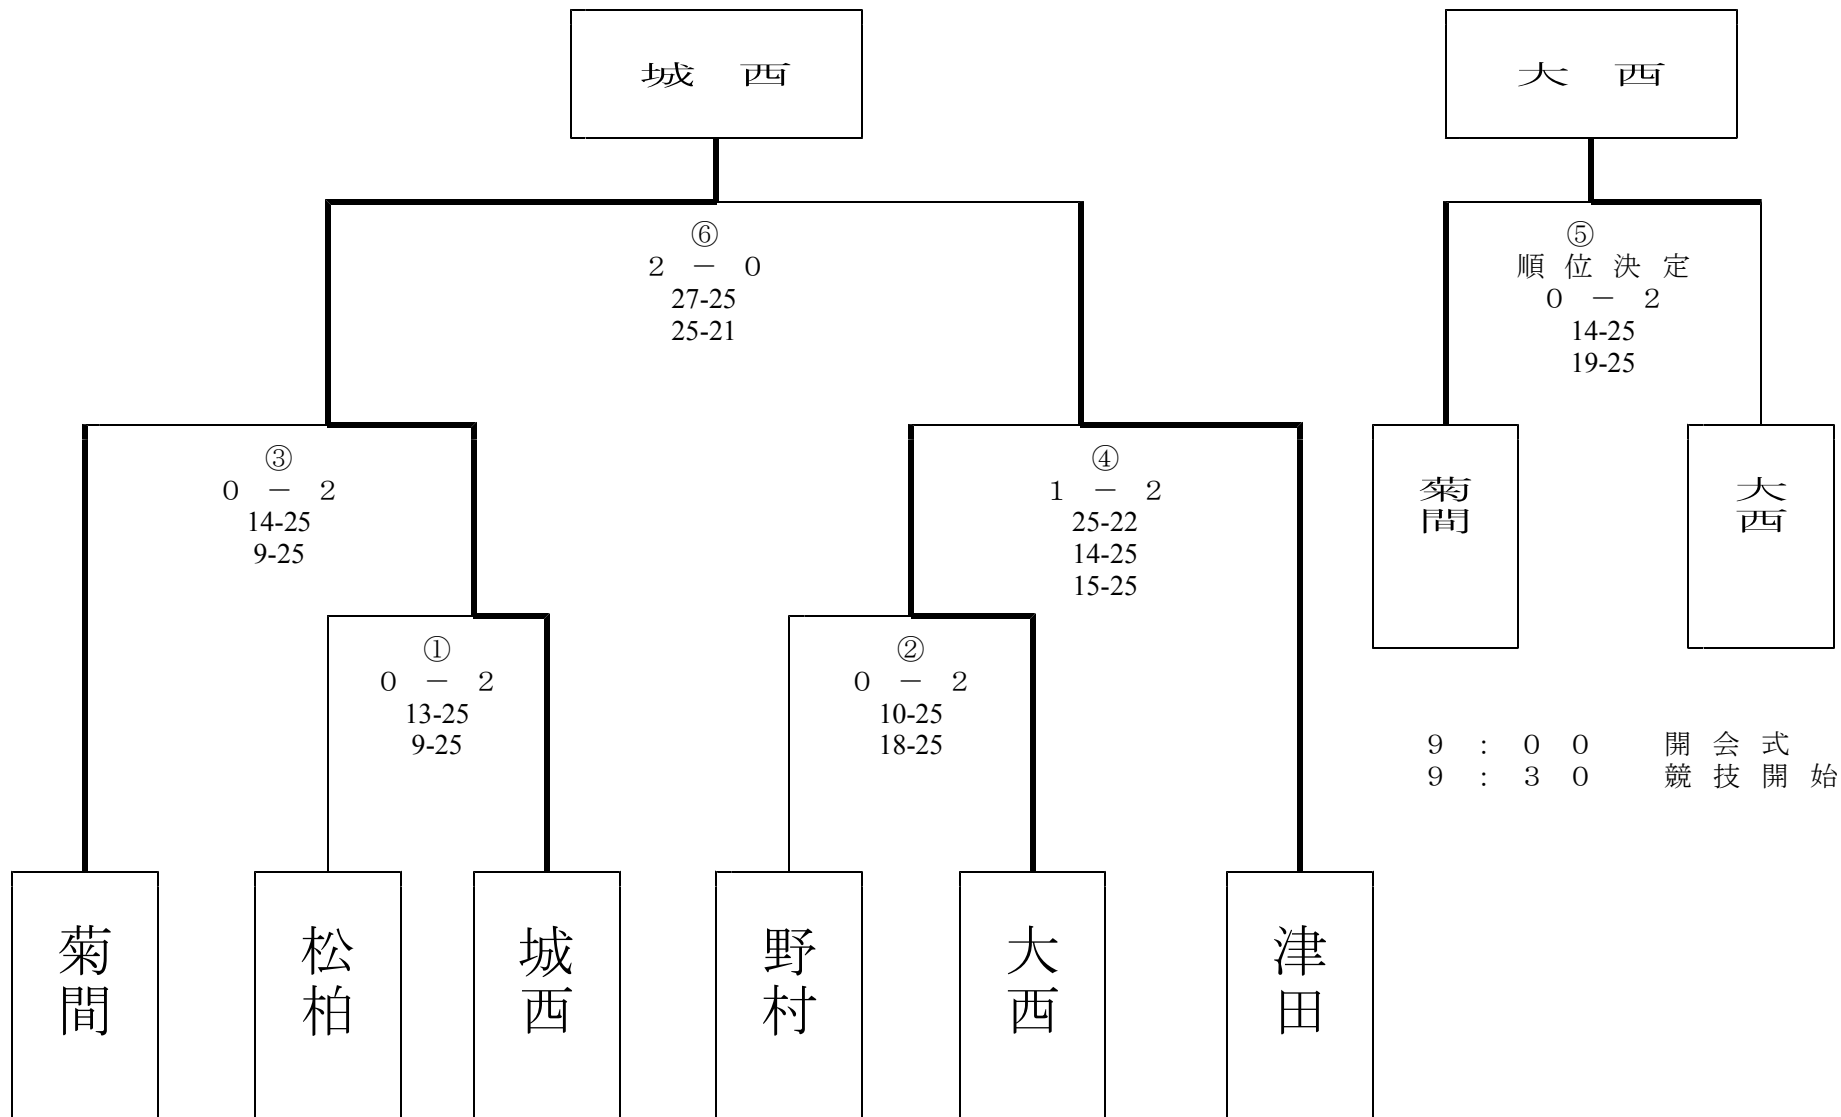 城　西
大　西
⑥
２　－　０
27-25
25-21
⑤
順位決定
０　－　２
14-25
19-25
③
０　－　２
14-25
9-25
④
１　－　２
25-22
14-25
15-25
菊間
大西
①
０　－　２
13-25
9-25
②
０　－　２
10-25
18-25
９：００　開会式
９：３０　競技開始
菊間
松柏
城西
野村
大西
津田